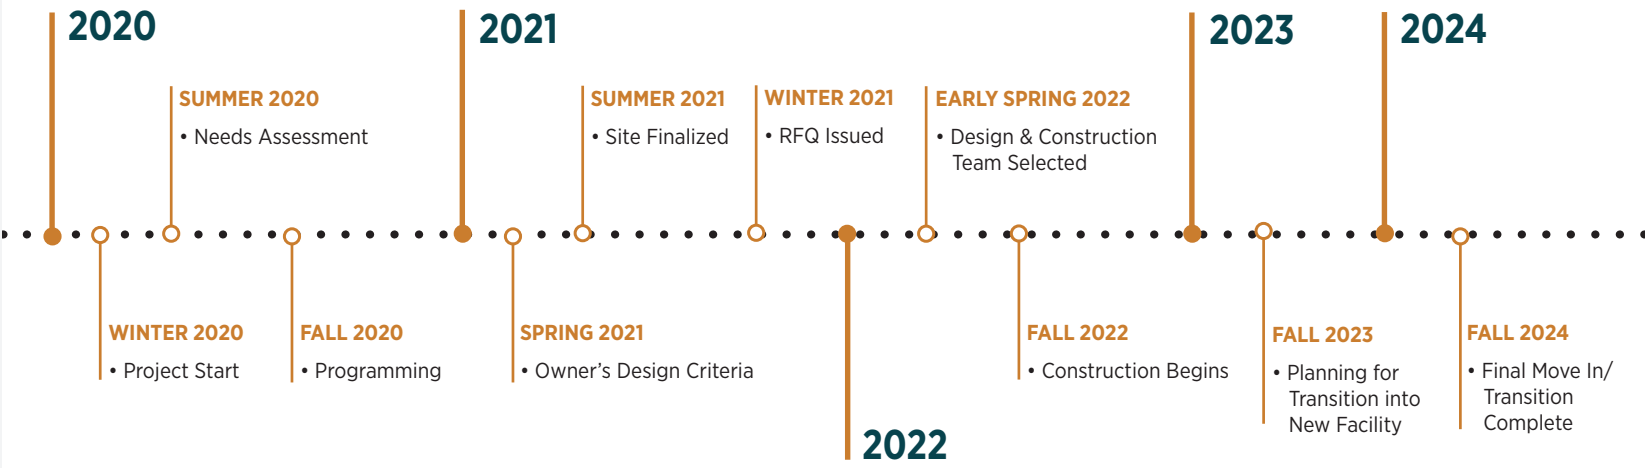 2020
WINTER 2020
• Project Start
SUMMER 2020
• Needs Assessment
FALL 2020
• Programming
2021
SPRING 2021
• Owner’s Design Criteria
SUMMER 2021
• Site Finalized
WINTER 2021
• RFQ Issued
2022
EARLY SPRING 2022
• Design & Construction
Team Selected
FALL 2022
• Construction Begins
2023
FALL 2023
• Planning for
Transition into
New Facility
2024
FALL 2024
• Final Move In/
Transition
Complete